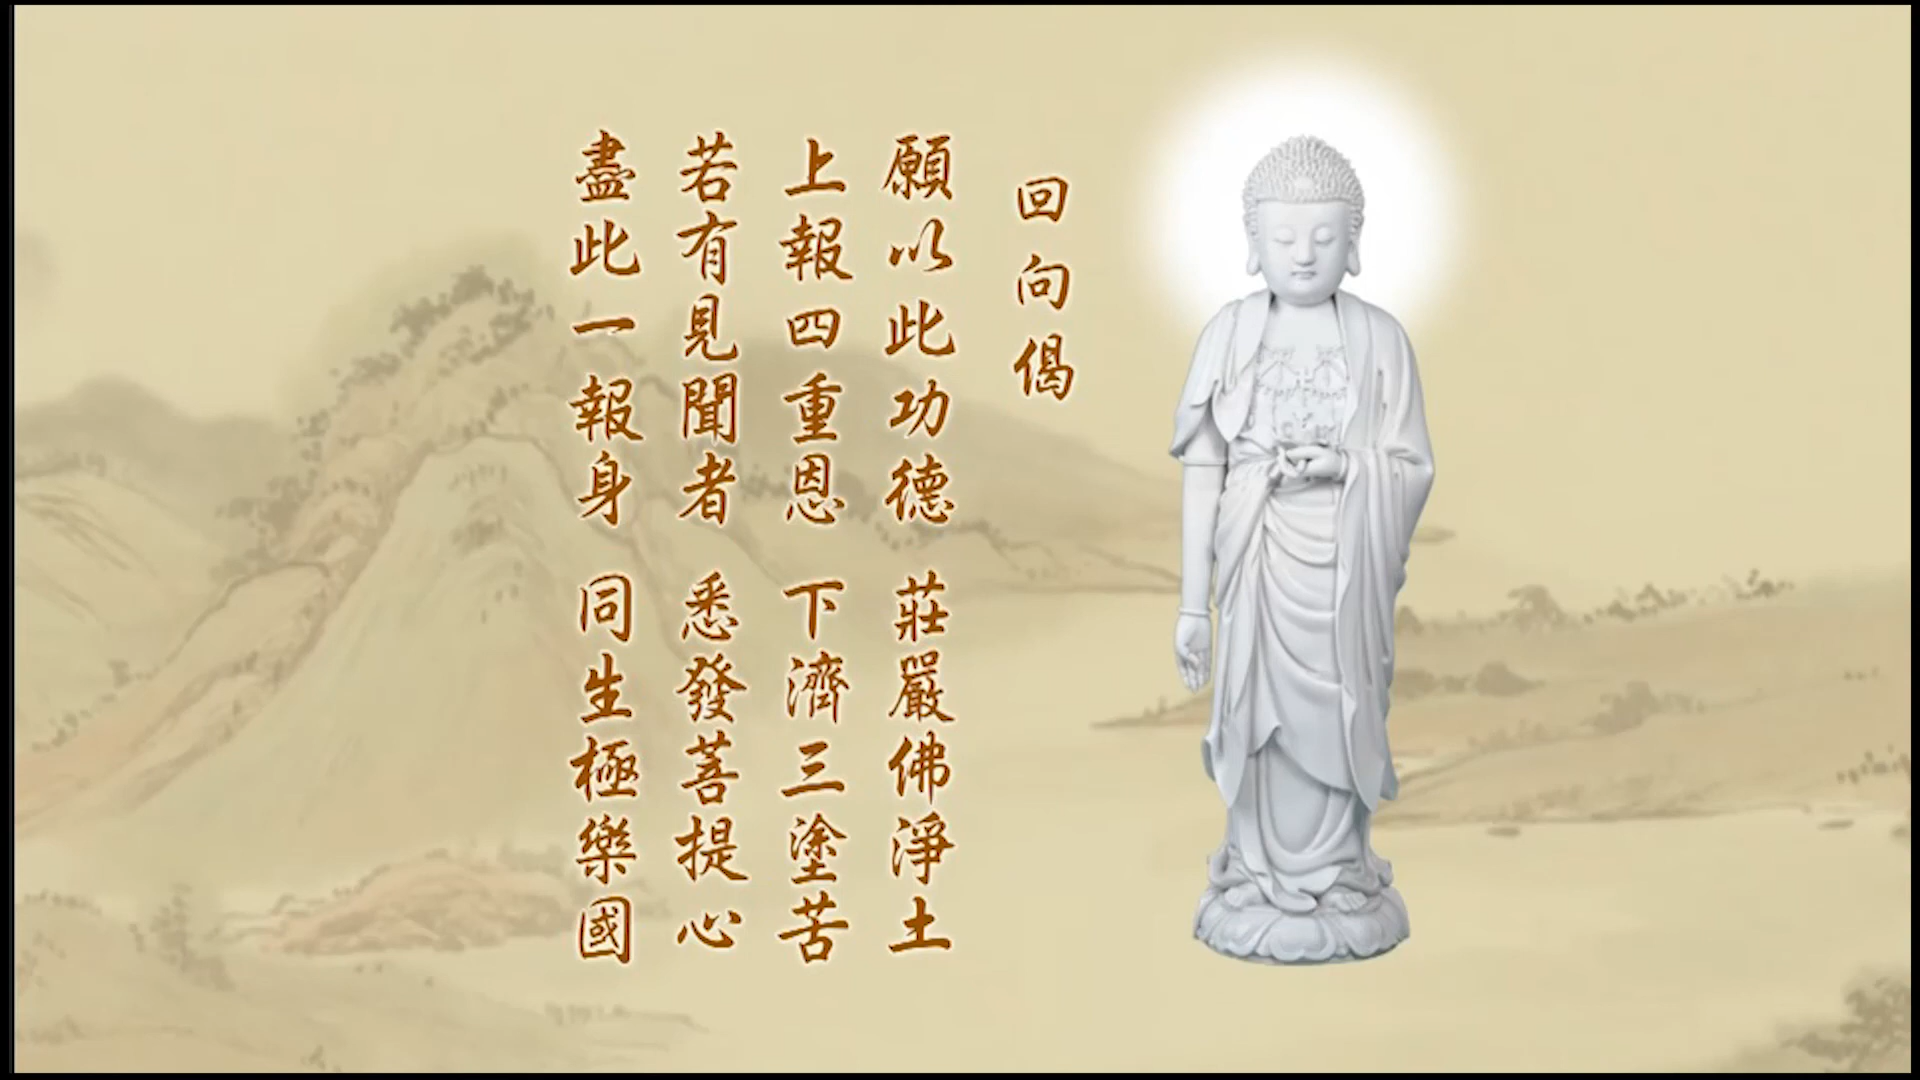 回向偈
願以此功德 莊嚴佛淨土
上報四重恩 下濟三塗苦
若有見聞者 悉發菩提心
盡此一報身 同生極樂國